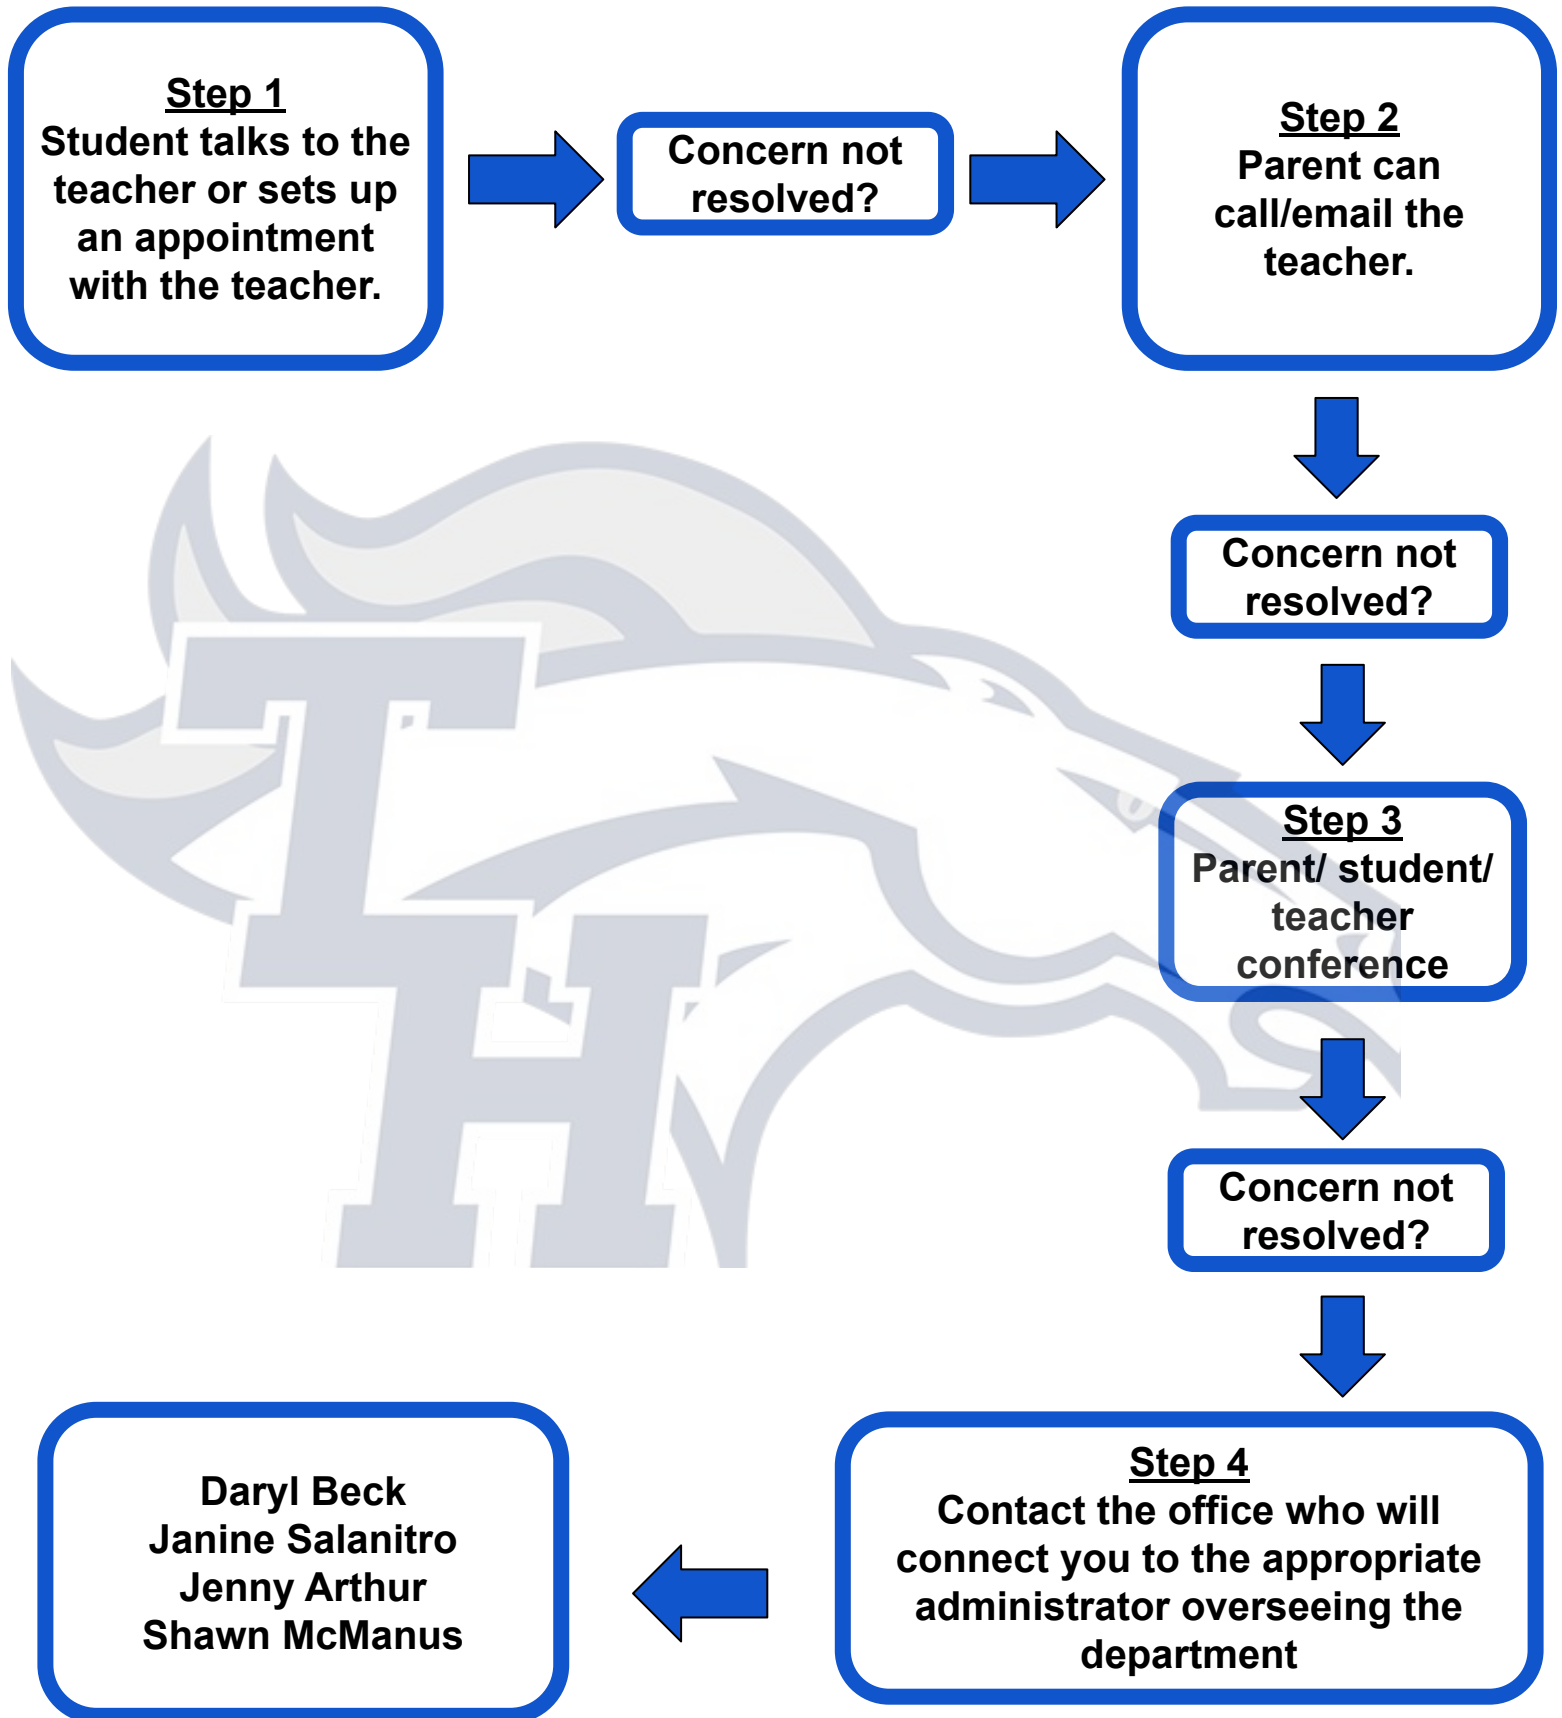 Step 1
Student talks to the
teacher or sets up
an appointment
with the teacher.
Concern not
resolved?
Step 2
Parent can
call/email the
teacher.
Concern not
resolved?
Step 3
Parent/ student/
teacher
conference
Concern not
resolved?
Step 4
Contact the office who will
connect you to the appropriate
administrator overseeing the
department
Daryl Beck
Janine Salanitro
Jenny Arthur
Shawn McManus
TH